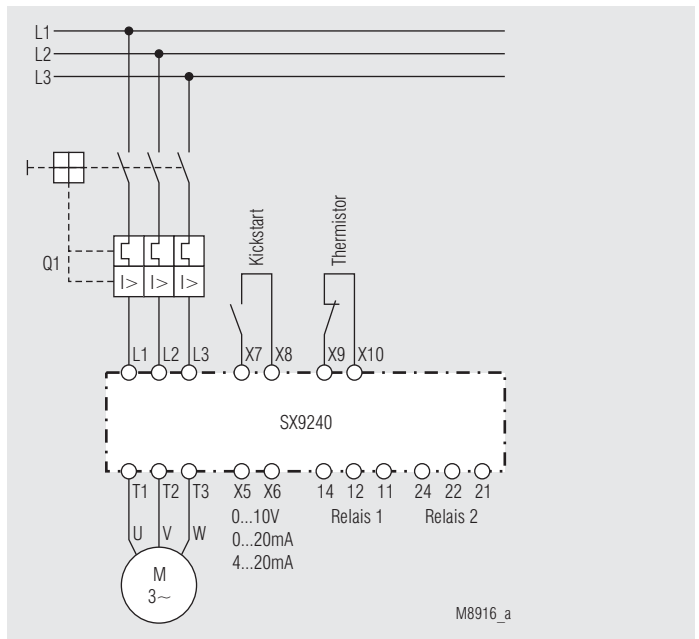 L1
L2
L3
Kickstart
Thermistor
Q1
I> I> I>
L1 L2 L3 X7 X8 X9 X10
SX9240
T1 T2 T3 X5 X6 14 12 11 24 22 21
0...10V Relais 1 Relais 2
U V W 0...20mA
4...20mA
M
3~
M8916_a